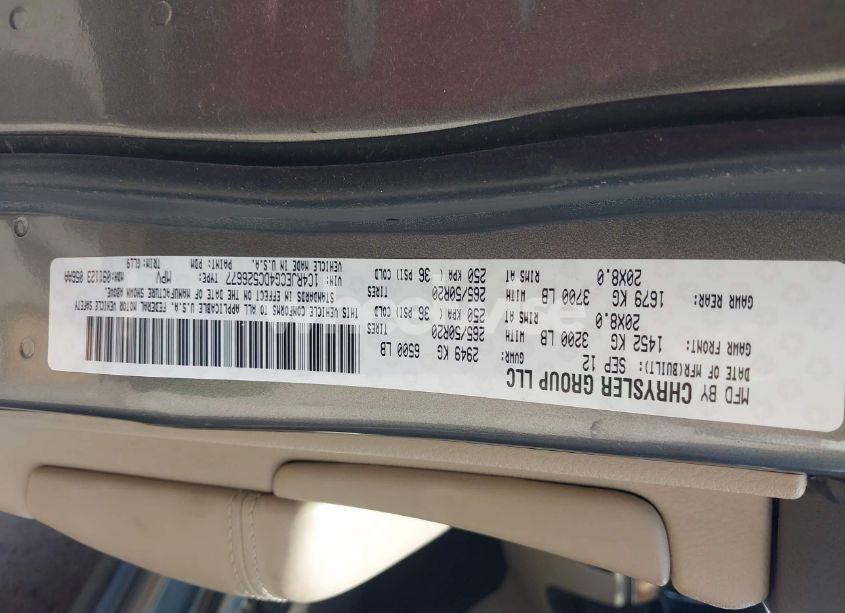 MFD BY CHRYSLER GROUP LLC
DATE OF MFR(BUILT): SEP 12 GVWR: 2949 KG 6500 LB
GAWR FRONT: 1452 KG 3200 LB WITH 265/50R20 TIRES
20X8.0 RIMS AT 250 KPA( 36 PSI) COLD
GAWR REAR: 1679 KG 3700 LB WITH 265/50R20 TIRES
20X8.0 RIMS AT 250 KPA( 36 PSI) COLD
THIS VEHICLE CONFORMS TO ALL APPLICABLE U.S.A. FEDERAL MOTOR VEHICLE SAFETY
STANDARDS IN EFFECT ON THE DATE OF MANUFACTURE SHOWN ABOVE.
VIN: 1C4RJECG4DC526677 TYPE: MPV MDH:091123 056AA
VEHICLE MADE IN U.S.A. PAINT: PDM TRIM:GLL9